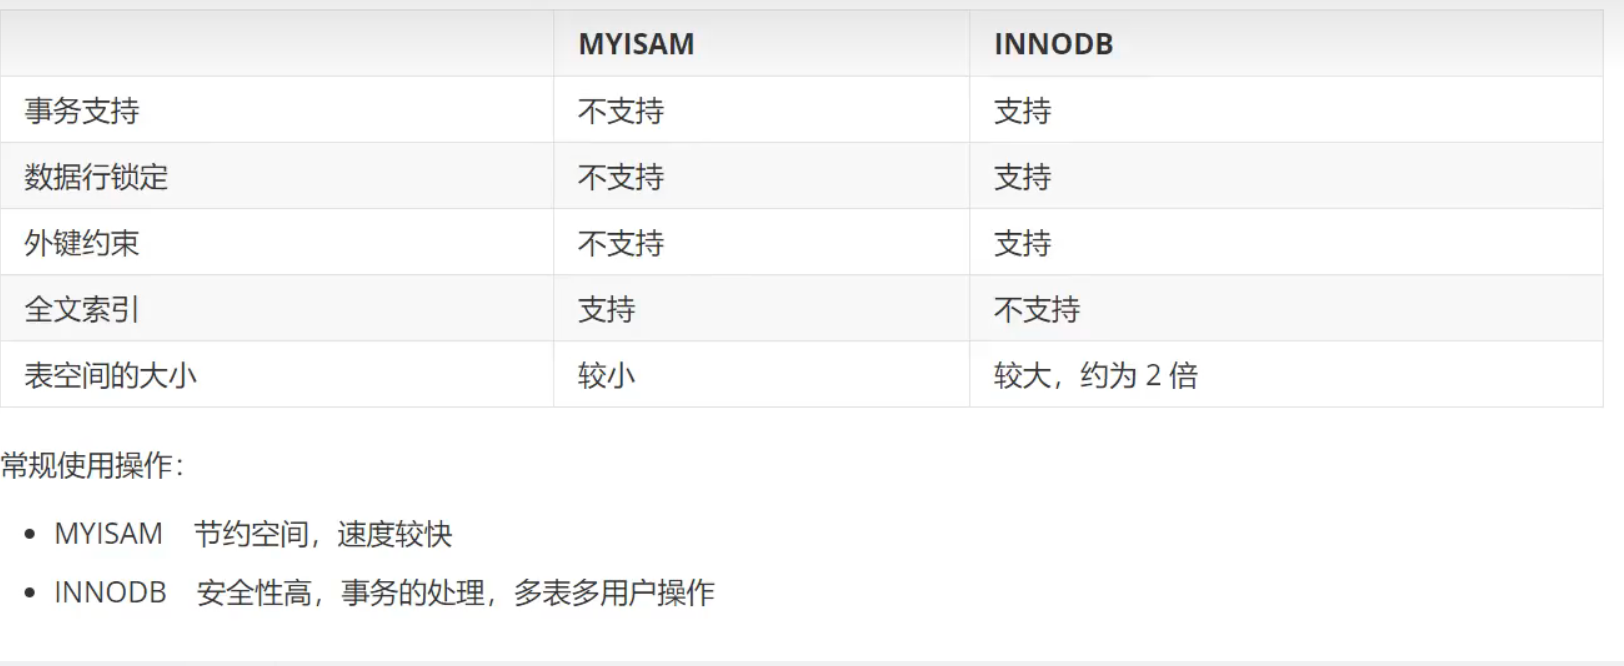 MYISAM INNODB
事务支持 不支持 支持
数据行锁定 不支持 支持
外键约束 不支持 支持
全文索引 支持 不支持
表空间的大小 较小 较大，约为 2 倍
常规使用操作：
• MYISAM 节约空间，速度较快
• INNODB 安全性高，事务的处理，多表多用户操作